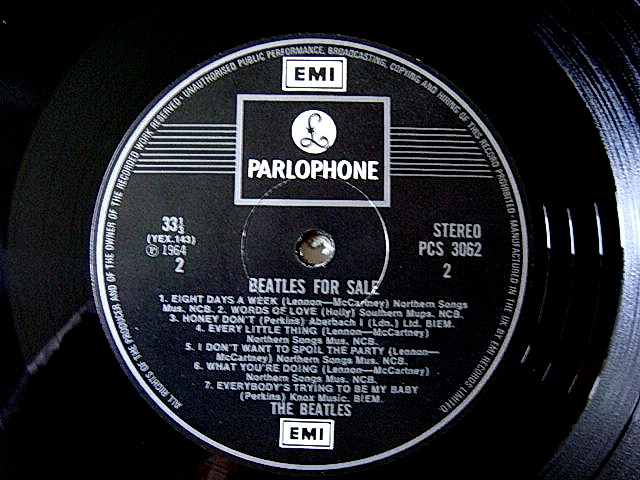 UNAUTHORISED PUBLIC PERFORMANCE, BROADCASTING, COPYING AND HIRING OF THIS RECORD PROHIBITED.
MANUFACTURED IN U.K. BY EMI RECORDS LIMITED
ALL RIGHTS OF THE PRODUCER AND OF THE OWNER OF THE RECORDED WORK RESERVED
EMI
£
PARLOPHONE
33⅓
(YEX.143)
Ⓟ 1964
2
STEREO
PCS 3062
2
BEATLES FOR SALE
1. EIGHT DAYS A WEEK (Lennon—McCartney) Northern Songs
Mus. NCB. 2. WORDS OF LOVE (Holly) Southern Mups. NCB.
3. HONEY DON'T (Perkins) Aberbach I (Ldn.) Ltd. BIEM.
4. EVERY LITTLE THING (Lennon—McCartney)
Northern Songs Mus. NCB.
5. I DON'T WANT TO SPOIL THE PARTY (Lennon—
McCartney) Northern Songs Mus. NCB.
6. WHAT YOU'RE DOING (Lennon—McCartney)
Northern Songs Mus. NCB.
7. EVERYBODY'S TRYING TO BE MY BABY
(Perkins) Knox Music. BIEM.
THE BEATLES
EMI